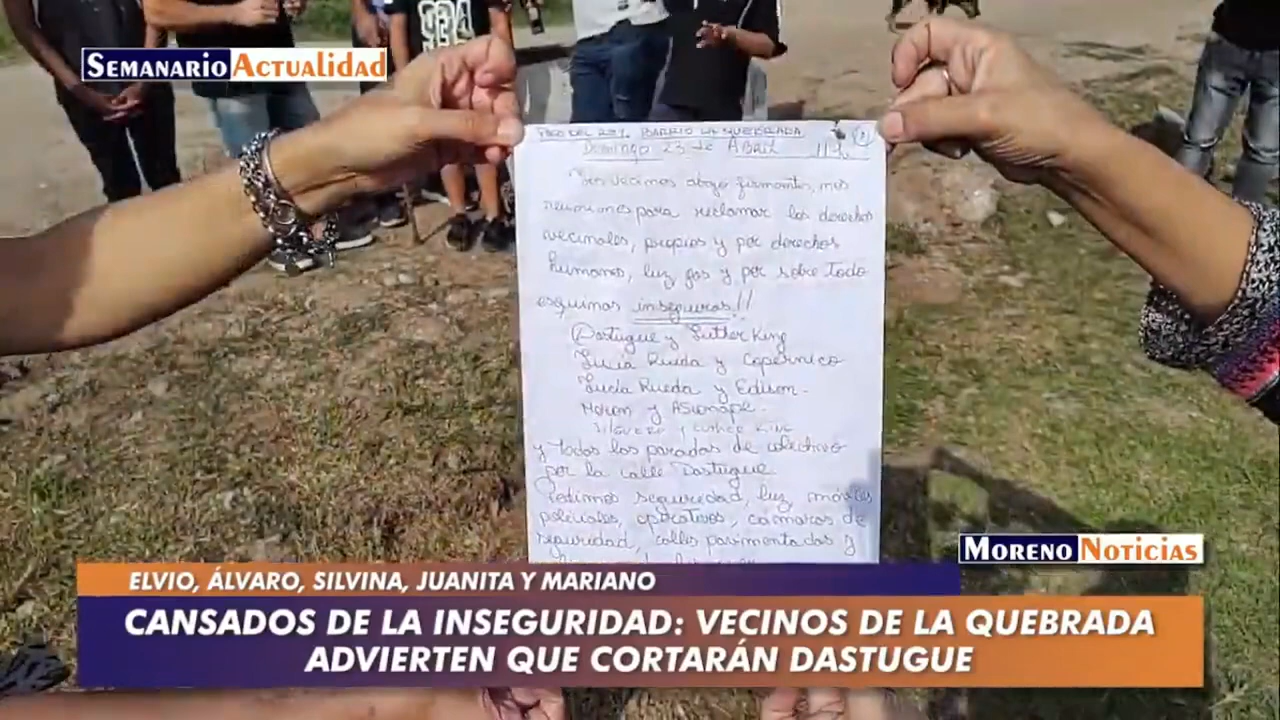 SEMANARIO ACTUALIDAD
BARRIO LA QUEBRADA
DOMINGO 23 de ABRIL
Los vecinos abajo firmantes, nos
reunimos para reclamar los derechos
vecinales, propios y por derechos
humanos, luz gas y por sobre todo
esquinas inseguras!!
Dastugue y Luther King
Lucia Rueda y Copernico
Lucia Rueda y Edison.
Moron y
y Luther King
y todas las paradas de colectivo
por la calle Dastugue
Pedimos seguridad, luz, móviles
policiales, operativos, camaras de
seguridad, calles pavimentadas y
MORENO NOTICIAS
ELVIO, ÁLVARO, SILVINA, JUANITA Y MARIANO
CANSADOS DE LA INSEGURIDAD: VECINOS DE LA QUEBRADA
ADVIERTEN QUE CORTARÁN DASTUGUE